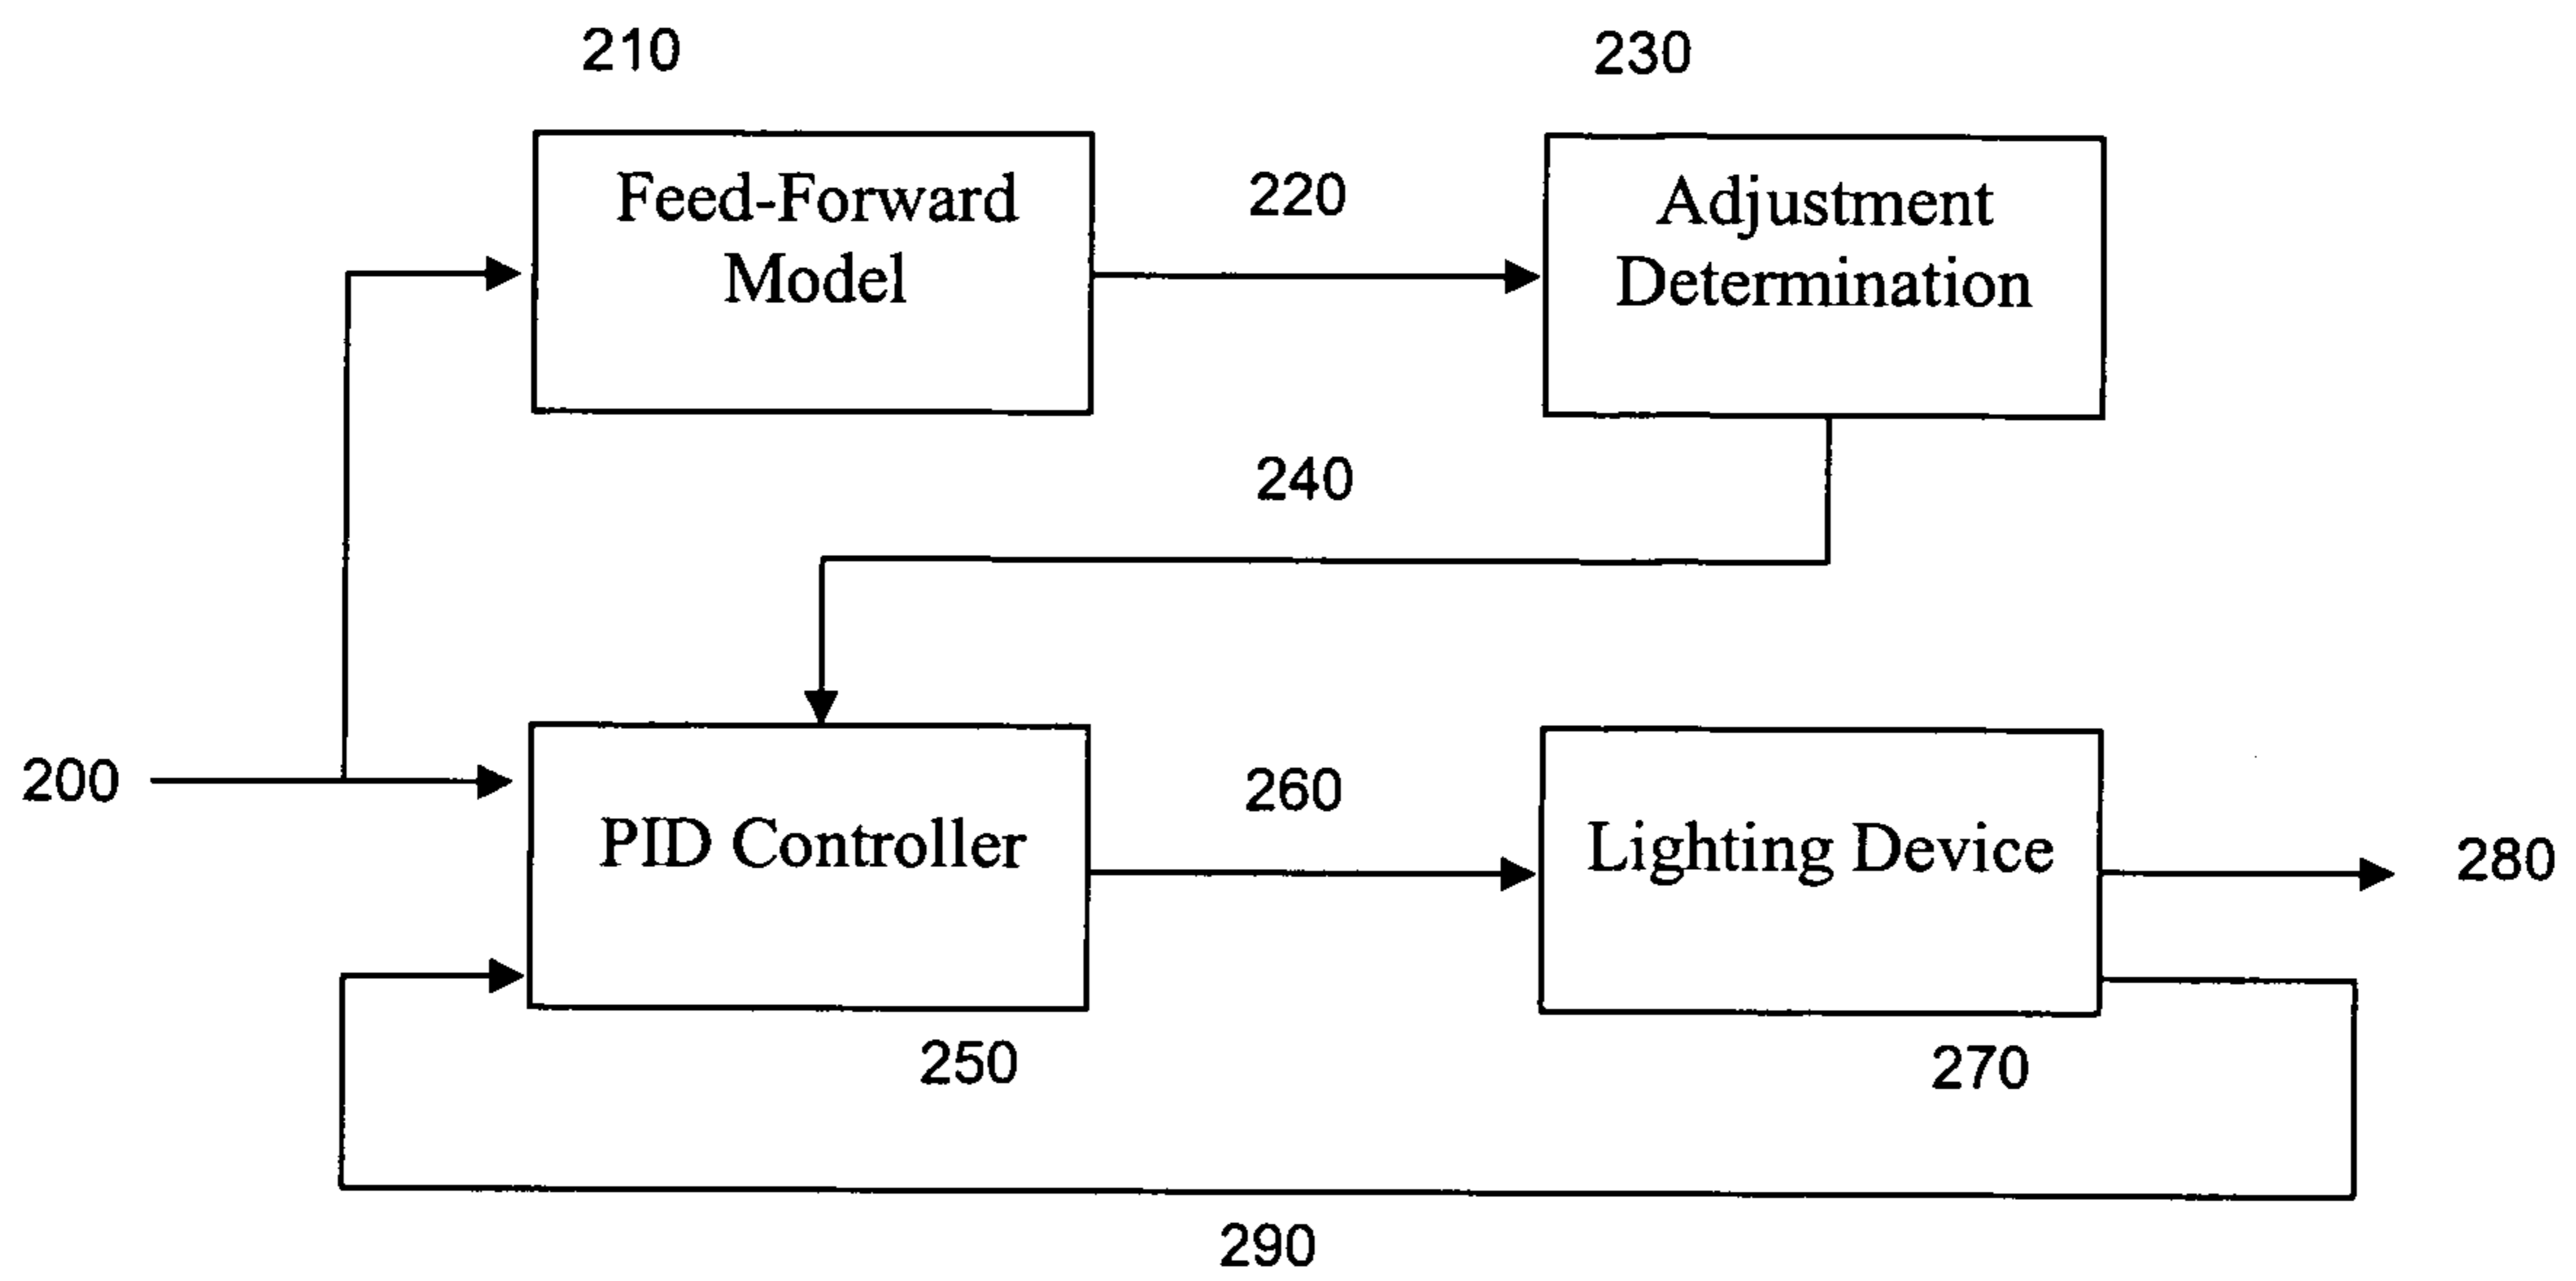 210
230
Feed-Forward
Model
220
Adjustment
Determination
240
200
PID Controller
260
Lighting Device
280
250
270
290